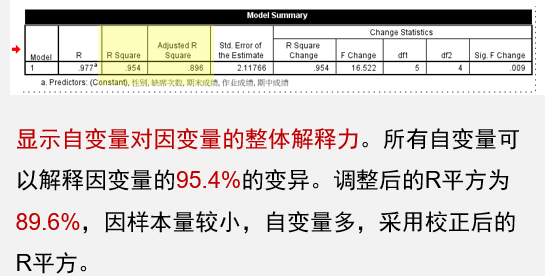 Model Summary
Change Statistics
Model R R Square Adjusted R Square Std. Error of the Estimate R Square Change F Change df1 df2 Sig. F Change
1 .977a .954 .896 2.11766 .954 16.522 5 4 .009
a. Predictors: (Constant), 性别, 缺席次数, 期末成绩, 作业成绩, 期中成绩
显示自变量对因变量的整体解释力。所有自变量可
以解释因变量的95.4%的变异。调整后的R平方为
89.6%，因样本量较小，自变量多，采用校正后的
R平方。